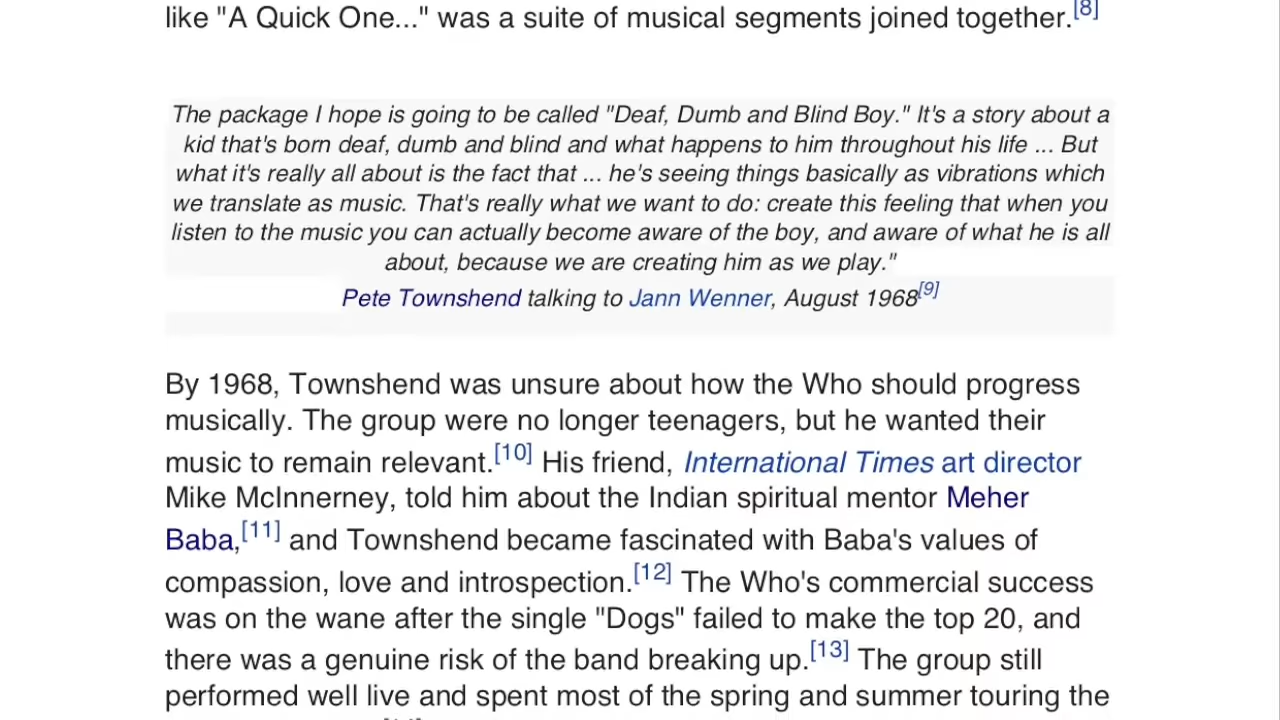 like "A Quick One..." was a suite of musical segments joined together.[8]
The package I hope is going to be called "Deaf, Dumb and Blind Boy." It's a story about a
kid that's born deaf, dumb and blind and what happens to him throughout his life ... But
what it's really all about is the fact that ... he's seeing things basically as vibrations which
we translate as music. That's really what we want to do: create this feeling that when you
listen to the music you can actually become aware of the boy, and aware of what he is all
about, because we are creating him as we play."
Pete Townshend talking to Jann Wenner, August 1968[9]
By 1968, Townshend was unsure about how the Who should progress
musically. The group were no longer teenagers, but he wanted their
music to remain relevant.[10] His friend, International Times art director
Mike McInnerney, told him about the Indian spiritual mentor Meher
Baba,[11] and Townshend became fascinated with Baba's values of
compassion, love and introspection.[12] The Who's commercial success
was on the wane after the single "Dogs" failed to make the top 20, and
there was a genuine risk of the band breaking up.[13] The group still
performed well live and spent most of the spring and summer touring the